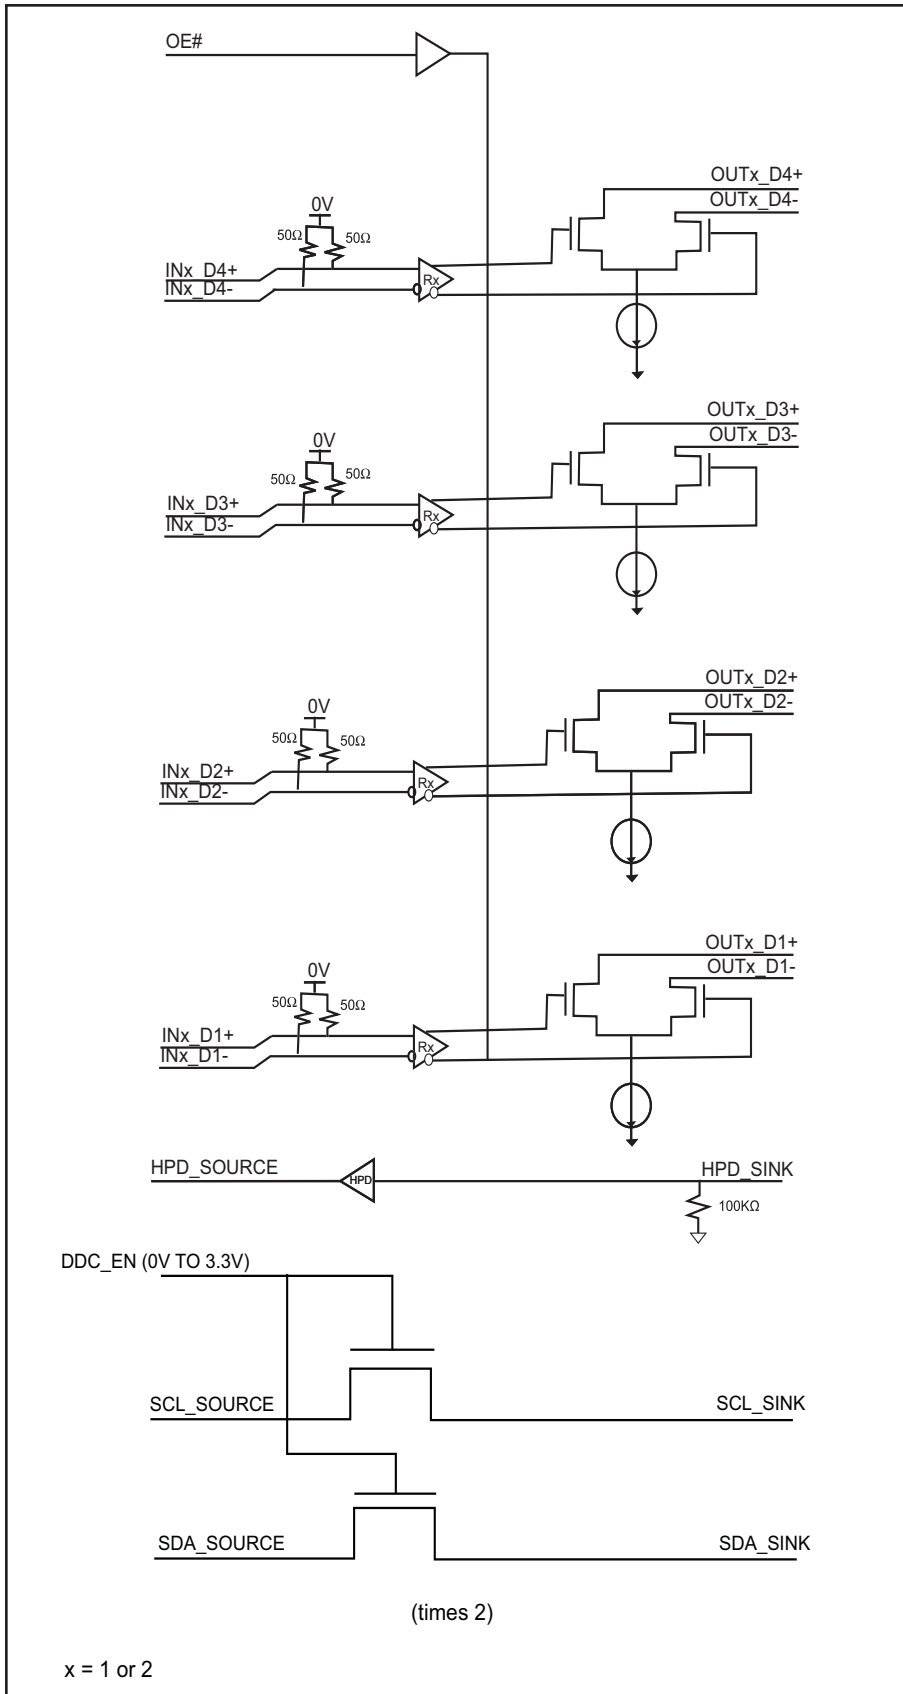 OE#
OUTx_D4+
OUTx_D4-
0V
50Ω 50Ω
INx_D4+
INx_D4-
Rx
OUTx_D3+
OUTx_D3-
0V
50Ω 50Ω
INx_D3+
INx_D3-
Rx
OUTx_D2+
OUTx_D2-
0V
50Ω 50Ω
INx_D2+
INx_D2-
Rx
OUTx_D1+
OUTx_D1-
0V
50Ω 50Ω
INx_D1+
INx_D1-
Rx
HPD_SOURCE HPD HPD_SINK
100KΩ
DDC_EN (0V TO 3.3V)
SCL_SOURCE SCL_SINK
SDA_SOURCE SDA_SINK
(times 2)
x = 1 or 2